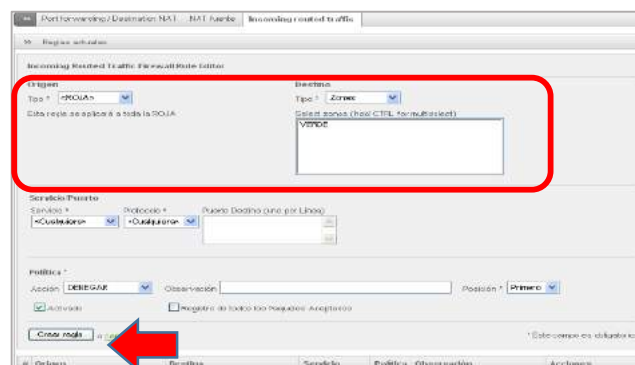 Port forwarding / Destination NAT NAT fuente Incoming routed traffic
Reglas actuales
Incoming Routed Traffic Firewall Rule Editor
Origen Destino
Tipo * <ROJA> Tipo * Zones
Esta regla se aplicará a toda la ROJA Select zones (hold CTRL for multiselect)
VERDE
Servicio/Puerto
Servicio * Protocolo * Puerto Destino (uno por Línea)
<Cualquiera> <Cualquiera>
Política *
Acción DENEGAR Observación Posición * Primero
Activado Registro de todos los Paquetes Aceptados
Crear regla o * Este campo es obligatorio
# Origen Destino Servicio Política Observación Acciones